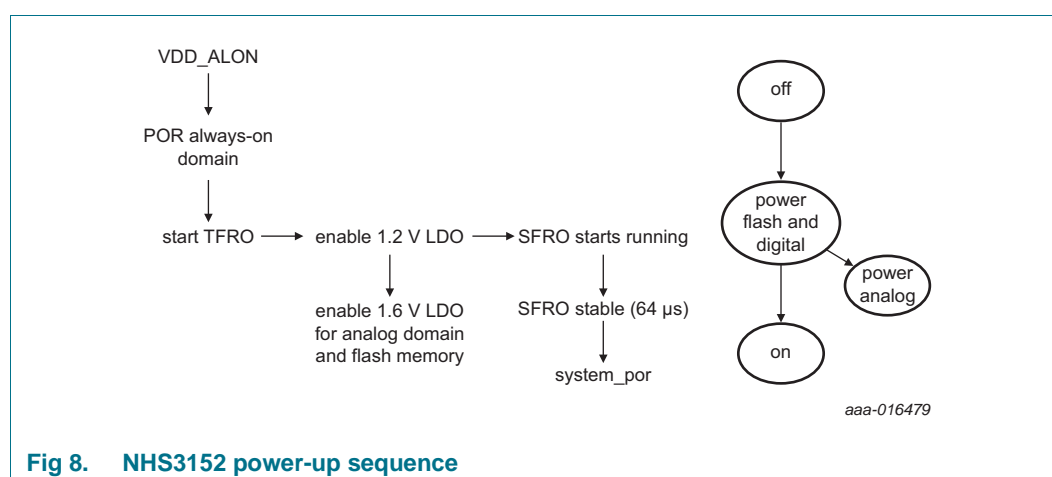 VDD_ALON
POR always-on
domain
start TFRO
enable 1.2 V LDO
SFRO starts running
enable 1.6 V LDO
for analog domain
and flash memory
SFRO stable (64 μs)
system_por
off
power
flash and
digital
power
analog
on
aaa-016479
Fig 8. NHS3152 power-up sequence